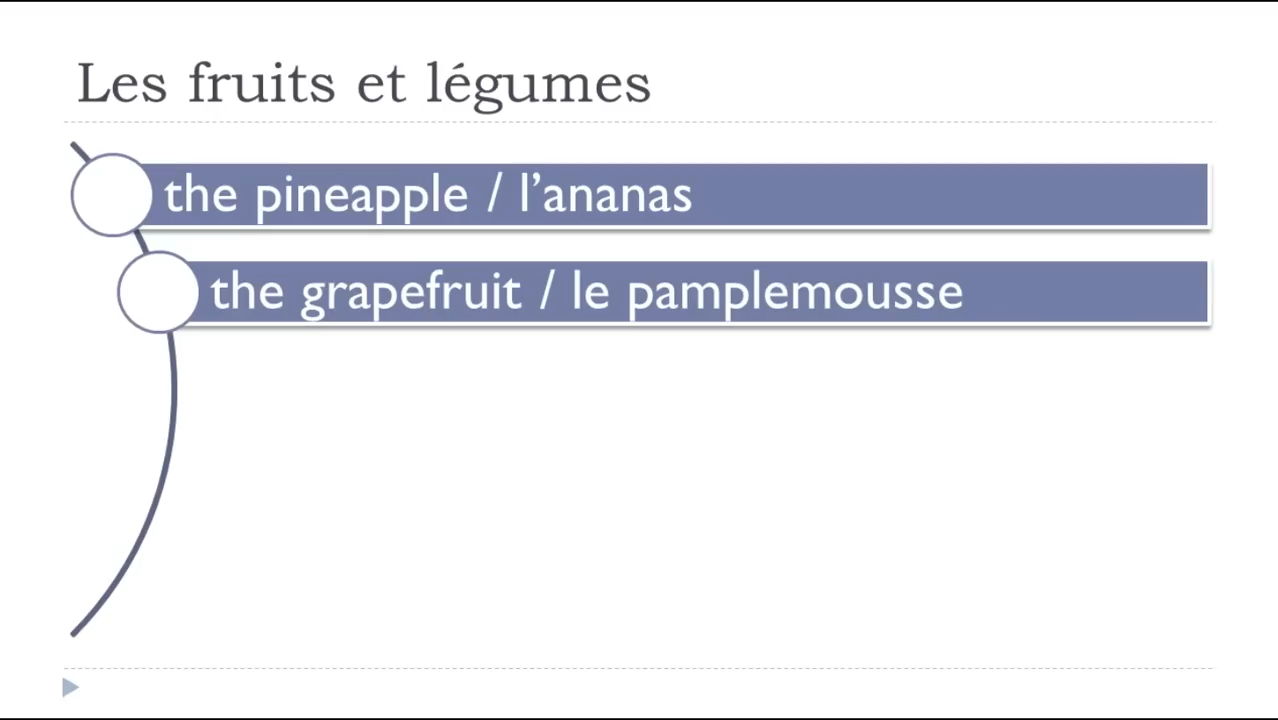 Les fruits et légumes
the pineapple / l’ananas
the grapefruit / le pamplemousse